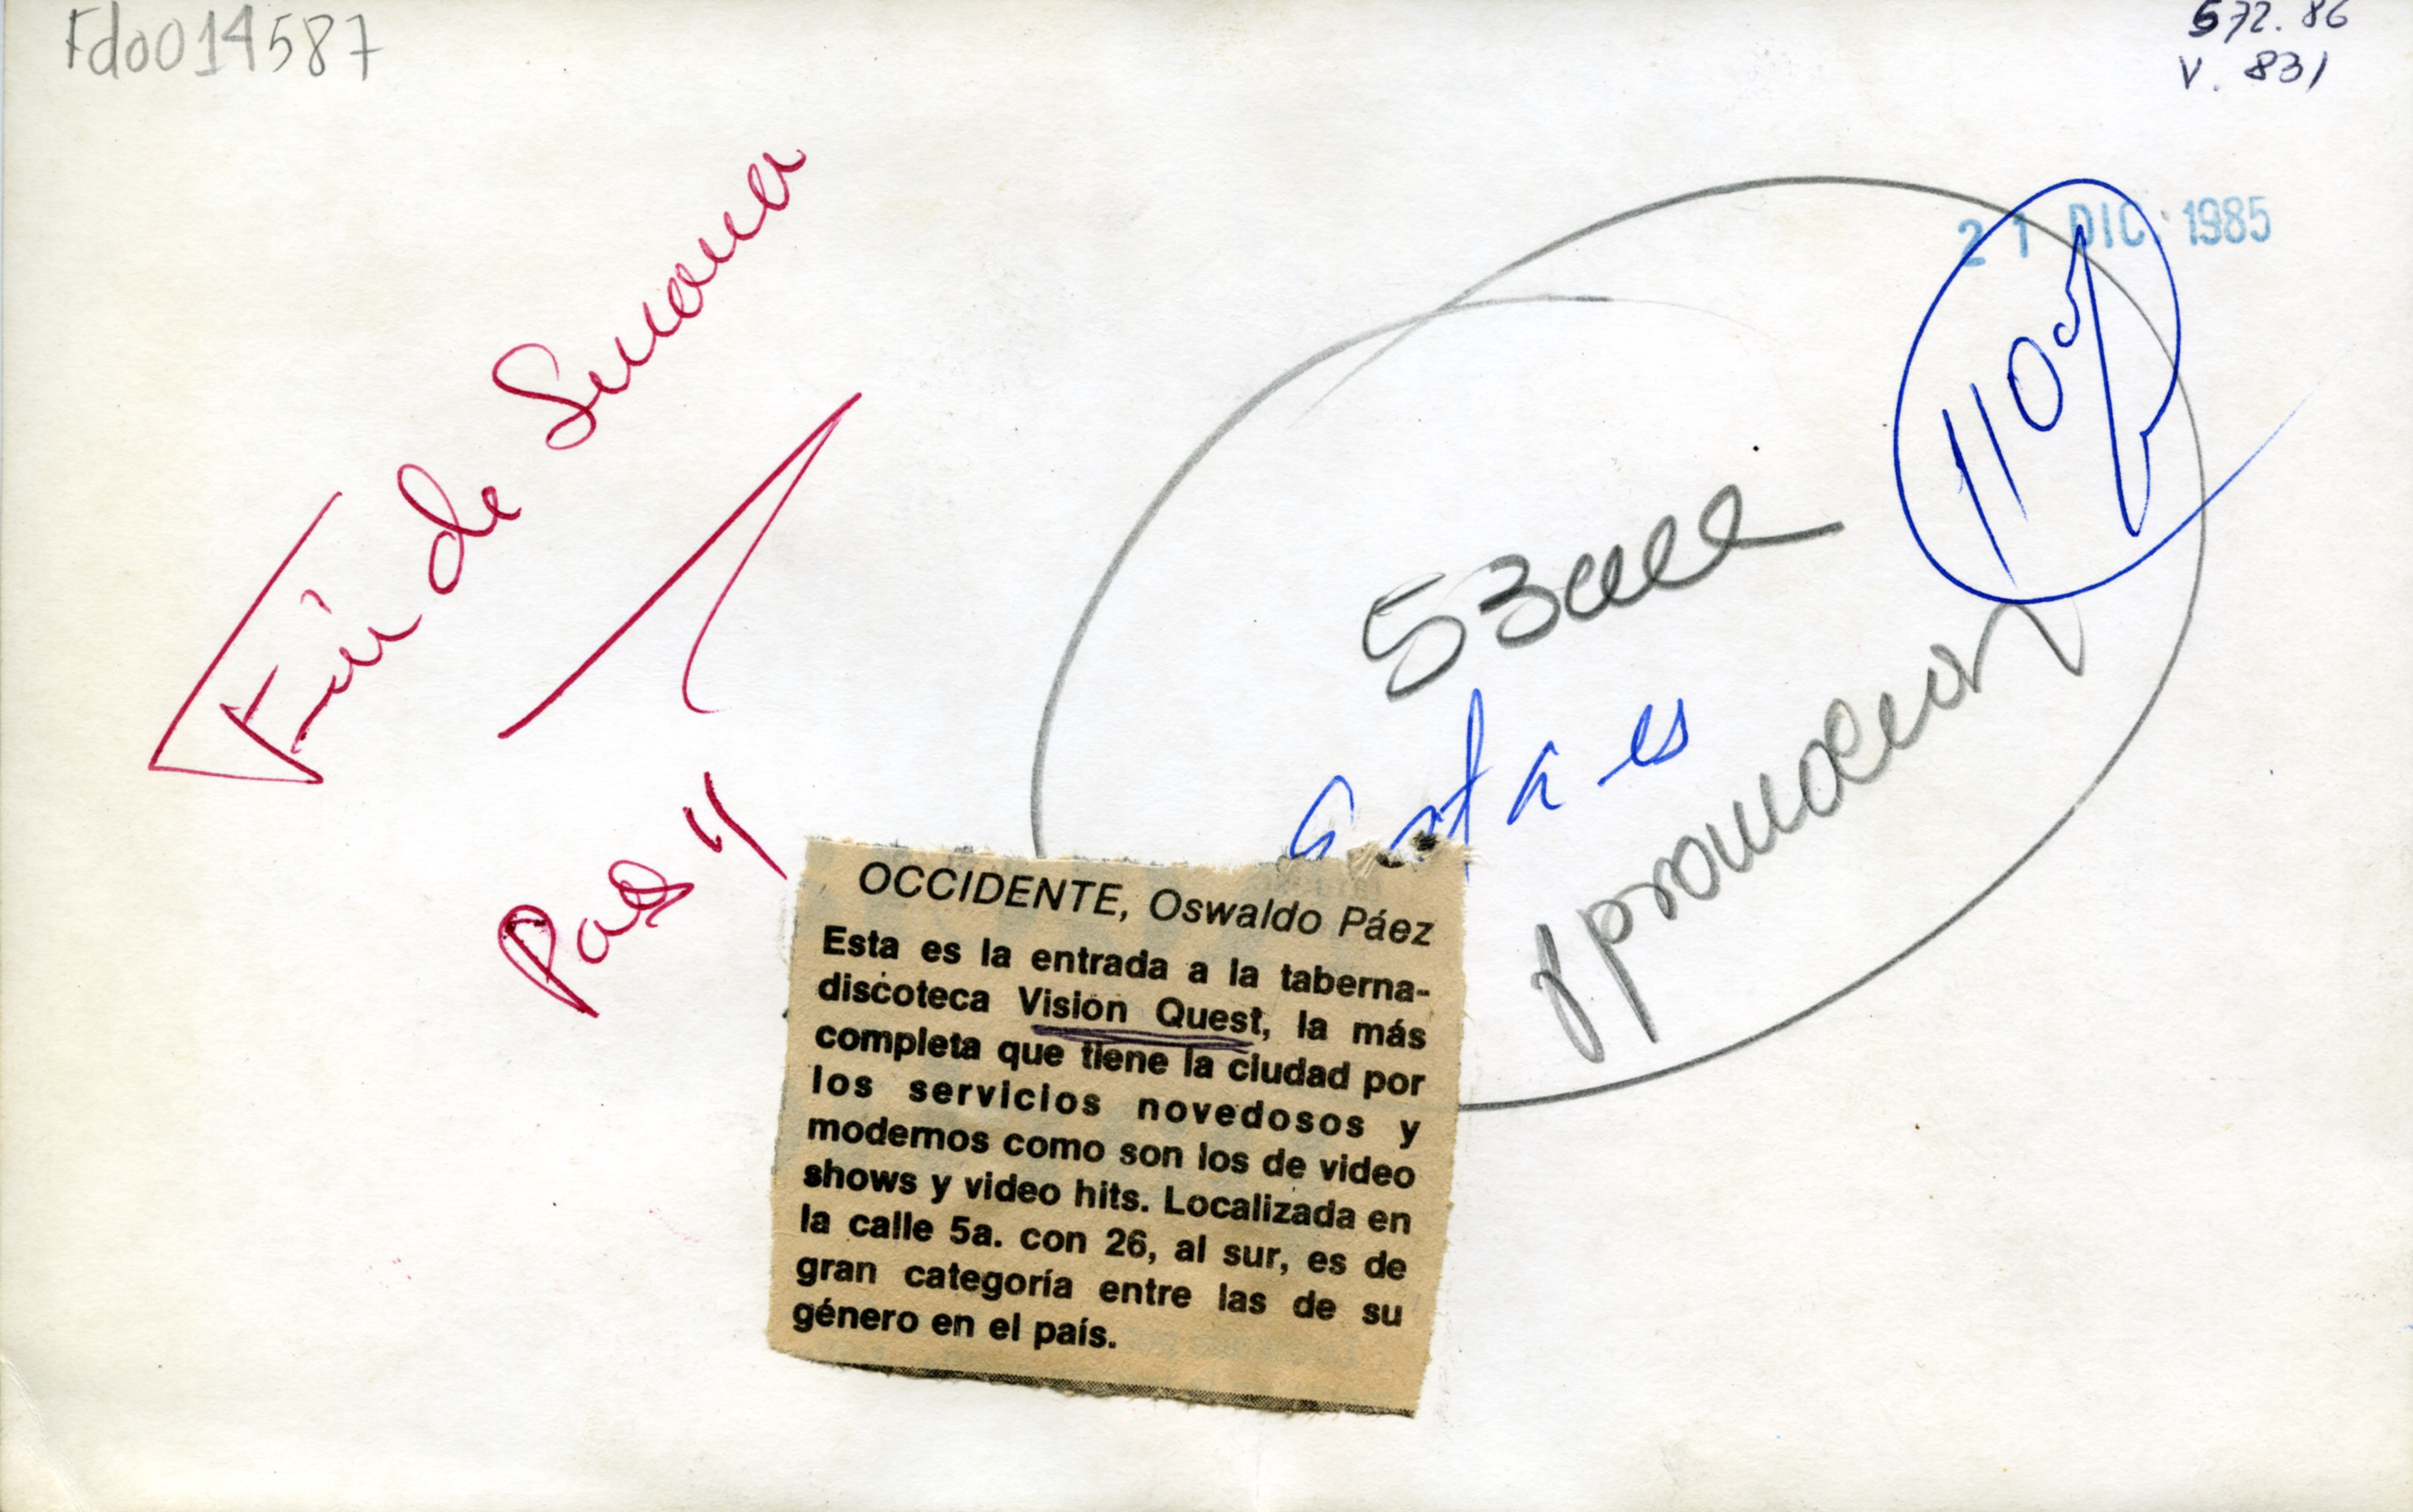 Fdo014587
572.86
V. 831
21 DIC. 1985
Fin de Semana
Pag 4
110%
Esta es
OCCIDENTE, Oswaldo Páez
Esta es la entrada a la taberna-
discoteca Visión Quest, la más
completa que tiene la ciudad por
los servicios novedosos y
modernos como son los de video
shows y video hits. Localizada en
la calle 5a. con 26, al sur, es de
gran categoría entre las de su
género en el país.